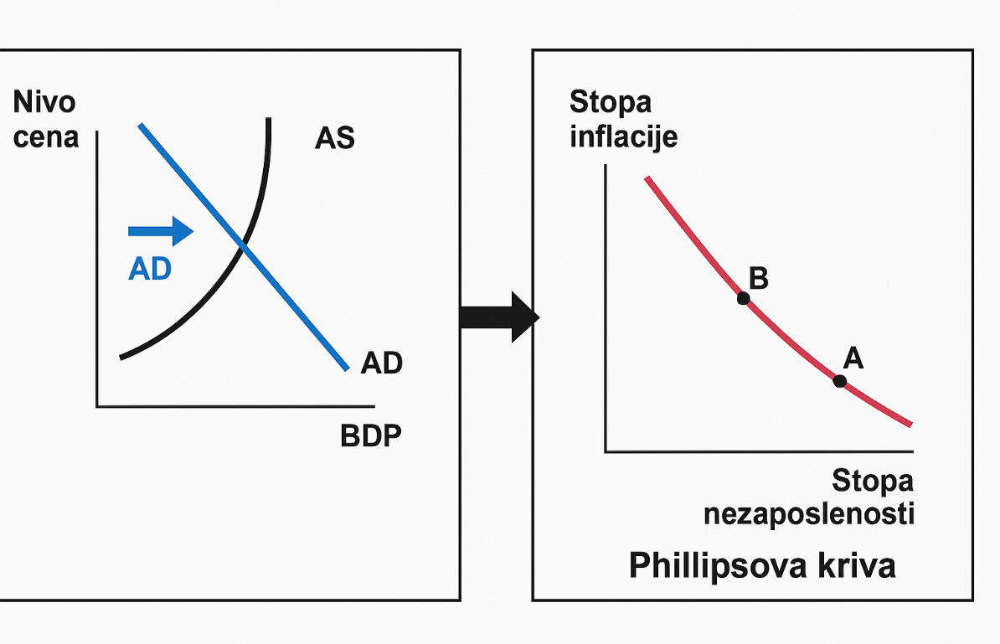 Nivo
cena
AS
AD
AD
BDP
Stopa
inflacije
B
A
Stopa
nezaposlenosti
Phillipsova kriva